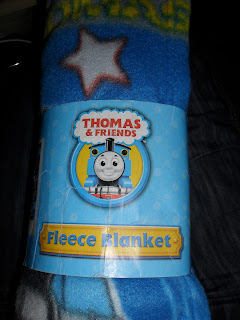 THOMAS
& FRIENDS
Fleece Blanket